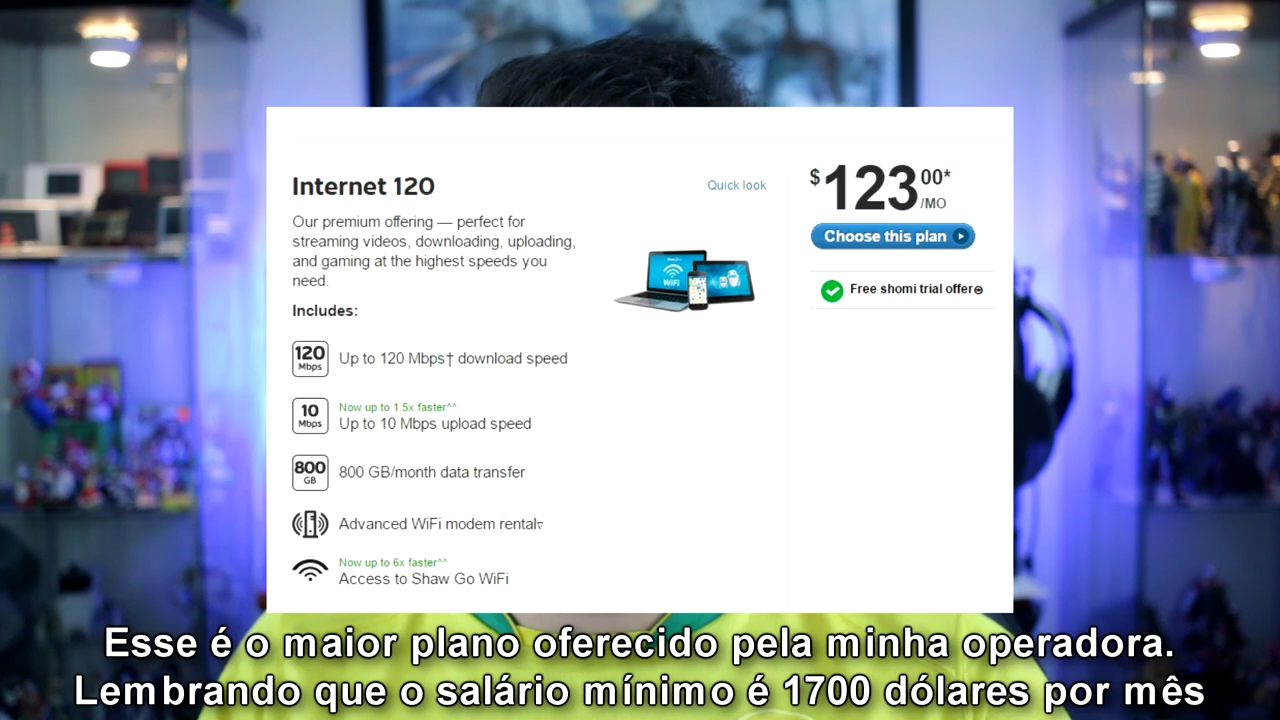 Internet 120
Quick look
$123.00*
/MO
Our premium offering — perfect for
streaming videos, downloading, uploading,
and gaming at the highest speeds you
need.
Choose this plan
Free shomi trial offer
Includes:
WiFi
120
Mbps
Up to 120 Mbps† download speed
10
Mbps
Now up to 1.5x faster^^
Up to 10 Mbps upload speed
800
GB
800 GB/month data transfer
Advanced WiFi modem rental▿
Now up to 6x faster^^
Access to Shaw Go WiFi
Esse é o maior plano oferecido pela minha operadora.
Lembrando que o salário mínimo é 1700 dólares por mês